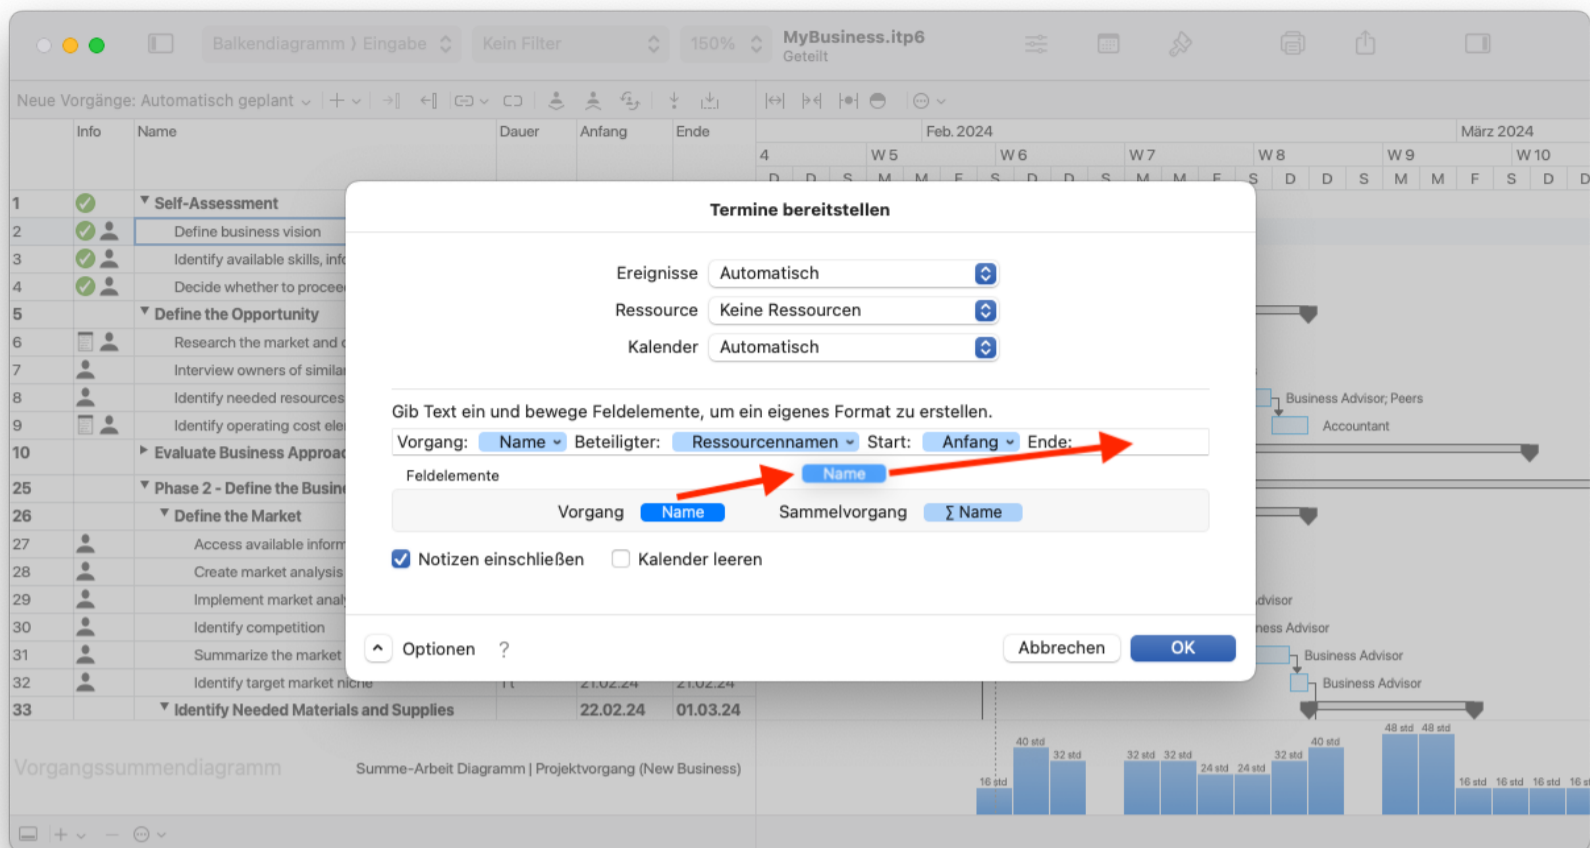 Balkendiagramm ⟩ Eingabe
Kein Filter
150%
MyBusiness.itp6
Geteilt
Neue Vorgänge: Automatisch geplant
Info Name Dauer Anfang Ende
Feb. 2024 März 2024
4 W 5 W 6 W 7 W 8 W 9 W 10
D D S M M F S D D S M M F S D D S M M F S D D
1 Self-Assessment
2 Define business vision
3 Identify available skills, info
4 Decide whether to procee
5 Define the Opportunity
6 Research the market and c
7 Interview owners of similar
8 Identify needed resources
9 Identify operating cost ele
10 Evaluate Business Approac
25 Phase 2 - Define the Busine
26 Define the Market
27 Access available inform
28 Create market analysis
29 Implement market analy
30 Identify competition
31 Summarize the market
32 Identify target market niche 1 t 21.02.24 21.02.24
33 Identify Needed Materials and Supplies 22.02.24 01.03.24
Termine bereitstellen
Ereignisse Automatisch
Ressource Keine Ressourcen
Kalender Automatisch
Gib Text ein und bewege Feldelemente, um ein eigenes Format zu erstellen.
Vorgang: Name Beteiligter: Ressourcennamen Start: Anfang Ende:
Feldelemente Name
Vorgang Name Sammelvorgang ∑ Name
Notizen einschließen Kalender leeren
Optionen ? Abbrechen OK
Business Advisor; Peers
Accountant
dvisor
ness Advisor
Business Advisor
Business Advisor
Vorgangssummendiagramm
Summe-Arbeit Diagramm | Projektvorgang (New Business)
16 std 40 std 32 std 32 std 32 std 24 std 24 std 32 std 40 std 48 std 48 std 16 std 16 std 16 std 16 s